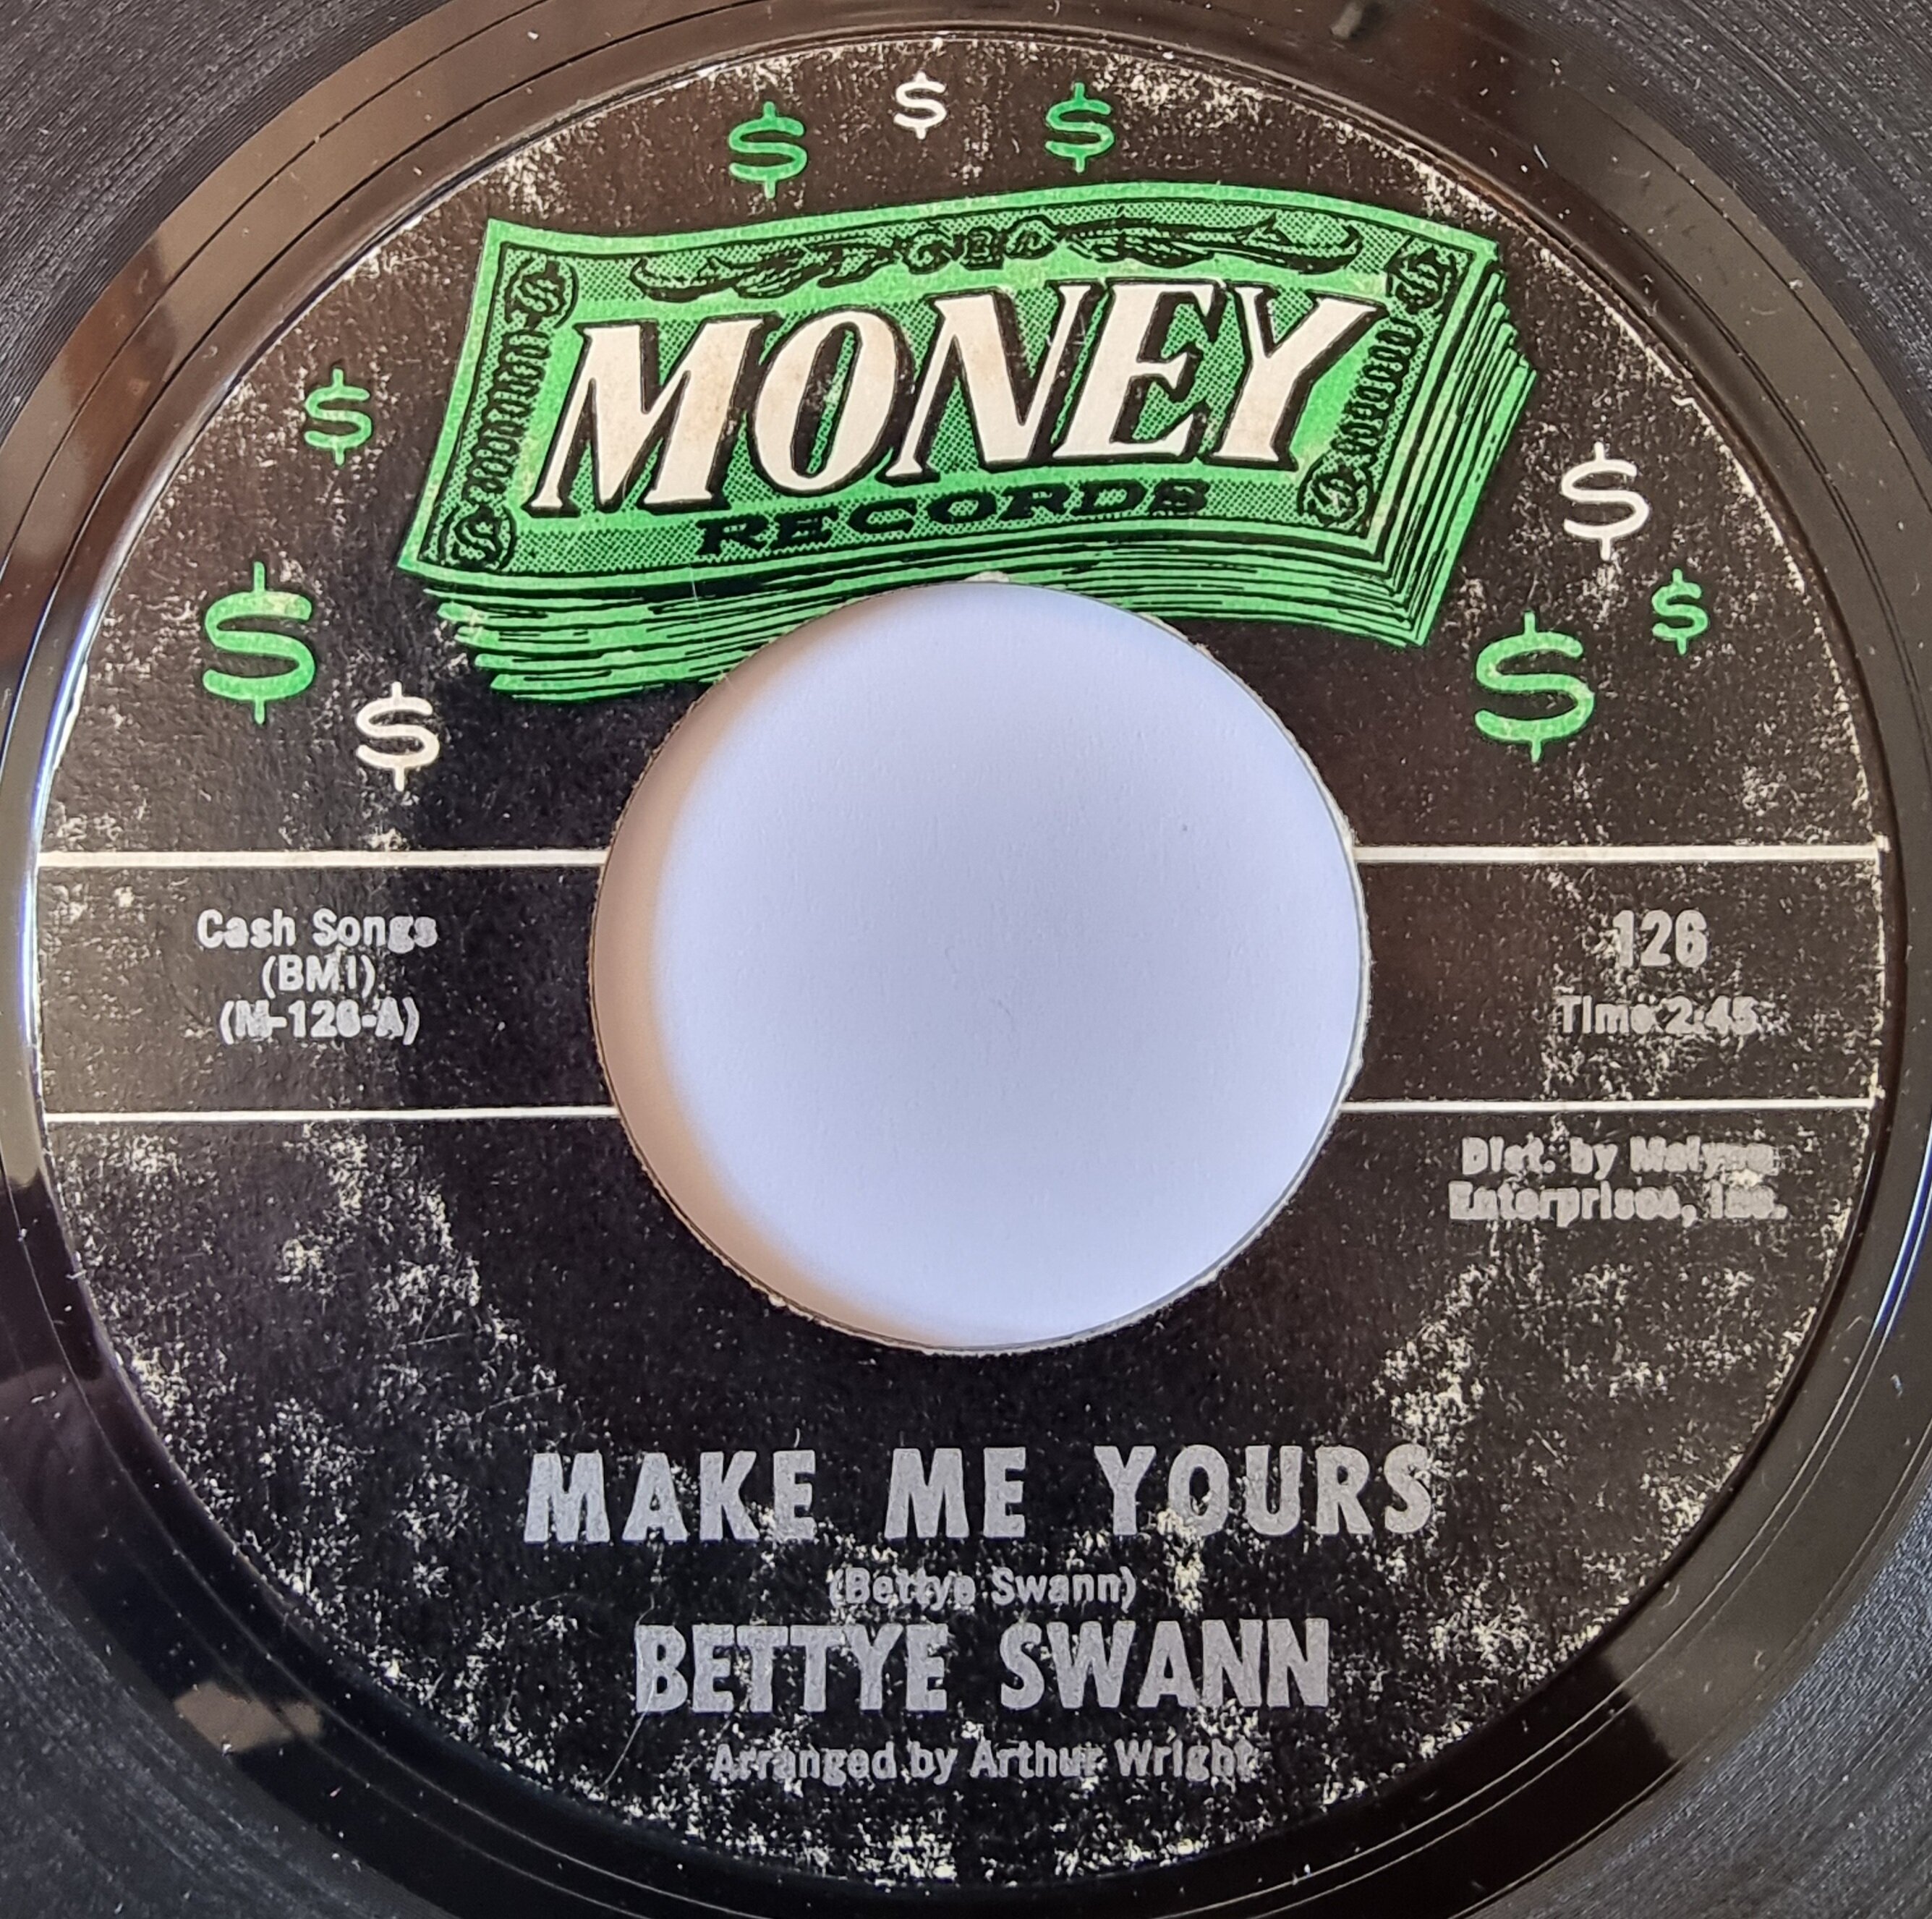 $ $ $
MONEY
RECORDS
$ $ $
$ $ $
Cash Songs
(BMI)
(M-126-A)
126
Time 2:45
Dist. by
Enterprises, Inc.
MAKE ME YOURS
(Bettye Swann)
BETTYE SWANN
Arranged by Arthur Wright